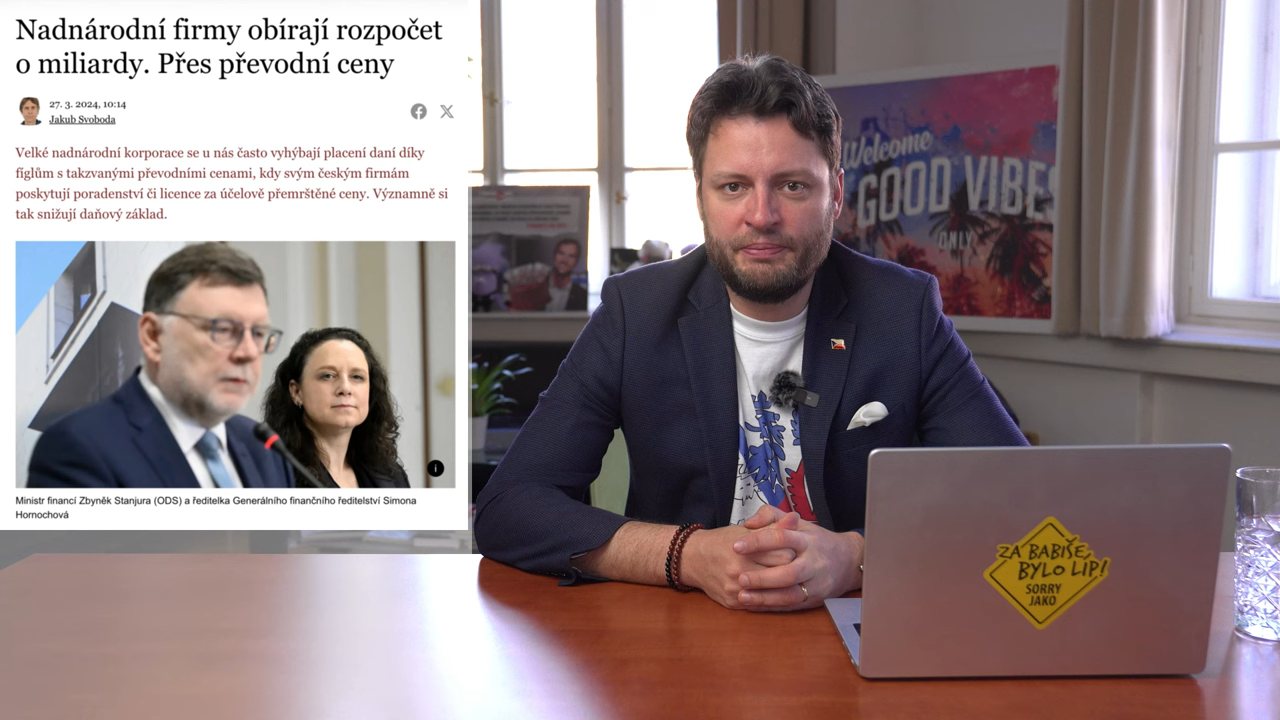 Nadnárodní firmy obírají rozpočet
o miliardy. Přes převodní ceny
27. 3. 2024, 10:14
Jakub Svoboda
Velké nadnárodní korporace se u nás často vyhýbají placení daní díky
fíglům s takzvanými převodními cenami, kdy svým českým firmám
poskytují poradenství či licence za účelově přemrštěné ceny. Významně si
tak snižují daňový základ.
Ministr financí Zbyněk Stanjura (ODS) a ředitelka Generálního finančního ředitelství Simona
Hornochová
Welcome
GOOD VIBES
ONLY
ZA BABIŠE,
BYLO LÍP!
SORRY
JAKO